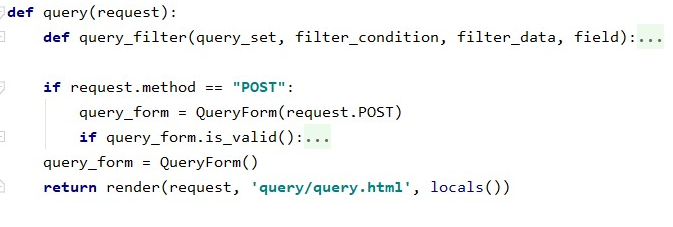 def query(request):
    def query_filter(query_set, filter_condition, filter_data, field):...
    if request.method == "POST":
        query_form = QueryForm(request.POST)
        if query_form.is_valid():...
    query_form = QueryForm()
    return render(request, 'query/query.html', locals())